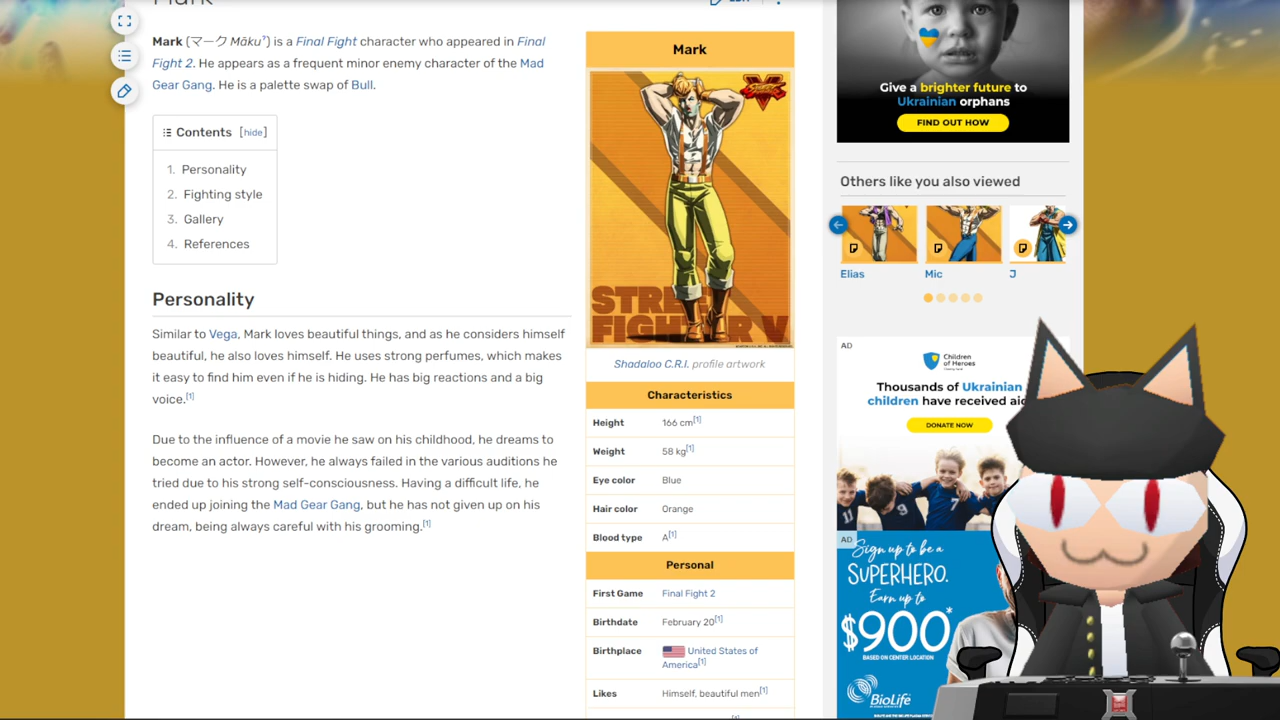 Mark
Mark (マーク Māku?) is a Final Fight character who appeared in Final
Fight 2. He appears as a frequent minor enemy character of the Mad
Gear Gang. He is a palette swap of Bull.
Contents [hide]
1. Personality
2. Fighting style
3. Gallery
4. References
Personality
Similar to Vega, Mark loves beautiful things, and as he considers himself
beautiful, he also loves himself. He uses strong perfumes, which makes
it easy to find him even if he is hiding. He has big reactions and a big
voice.[1]
Due to the influence of a movie he saw on his childhood, he dreams to
become an actor. However, he always failed in the various auditions he
tried due to his strong self-consciousness. Having a difficult life, he
ended up joining the Mad Gear Gang, but he has not given up on his
dream, being always careful with his grooming.[1]
Mark
Shadaloo C.R.I. profile artwork
Characteristics
Height 166 cm[1]
Weight 58 kg[1]
Eye color Blue
Hair color Orange
Blood type A[1]
Personal
First Game Final Fight 2
Birthdate February 20[1]
Birthplace United States of
America[1]
Likes Himself, beautiful men[1]
Give a brighter future to
Ukrainian orphans
FIND OUT HOW
Others like you also viewed
Elias
Mic
J
AD
Children
of Heroes
Thousands of Ukrainian
children have received aid
DONATE NOW
AD
Sign up to be a
SUPERHERO.
Earn up to
$900*
BASED ON CENTER LOCATION
BioLife